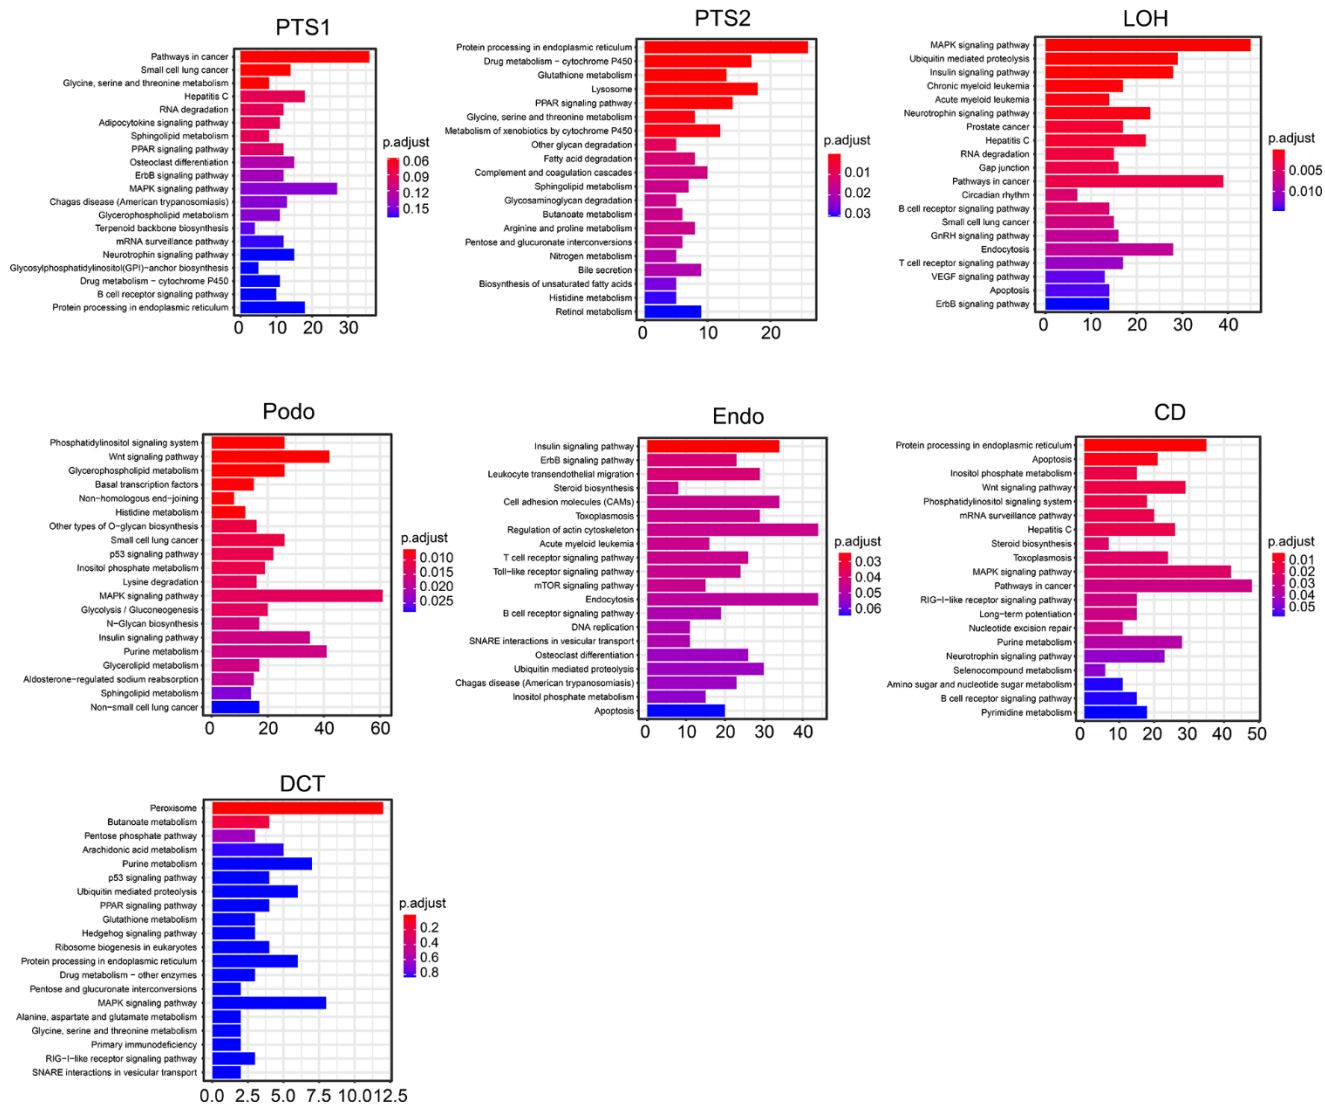 PTS1
Pathways in cancer
Small cell lung cancer
Glycine, serine and threonine metabolism
Hepatitis C
RNA degradation
Adipocytokine signaling pathway
Sphingolipid metabolism
PPAR signaling pathway
Osteoclast differentiation
ErbB signaling pathway
MAPK signaling pathway
Chagas disease (American trypanosomiasis)
Glycerophospholipid metabolism
Terpenoid backbone biosynthesis
mRNA surveillance pathway
Neurotrophin signaling pathway
Glycosylphosphatidylinositol(GPI)−anchor biosynthesis
Drug metabolism − cytochrome P450
B cell receptor signaling pathway
Protein processing in endoplasmic reticulum
0 10 20 30
p.adjust
0.06
0.09
0.12
0.15
PTS2
Protein processing in endoplasmic reticulum
Drug metabolism − cytochrome P450
Glutathione metabolism
Lysosome
PPAR signaling pathway
Glycine, serine and threonine metabolism
Metabolism of xenobiotics by cytochrome P450
Other glycan degradation
Fatty acid degradation
Complement and coagulation cascades
Sphingolipid metabolism
Glycosaminoglycan degradation
Butanoate metabolism
Arginine and proline metabolism
Pentose and glucuronate interconversions
Nitrogen metabolism
Bile secretion
Biosynthesis of unsaturated fatty acids
Histidine metabolism
Retinol metabolism
0 10 20
p.adjust
0.01
0.02
0.03
LOH
MAPK signaling pathway
Ubiquitin mediated proteolysis
Insulin signaling pathway
Chronic myeloid leukemia
Acute myeloid leukemia
Neurotrophin signaling pathway
Prostate cancer
Hepatitis C
RNA degradation
Gap junction
Pathways in cancer
Circadian rhythm
B cell receptor signaling pathway
Small cell lung cancer
GnRH signaling pathway
Endocytosis
T cell receptor signaling pathway
VEGF signaling pathway
Apoptosis
ErbB signaling pathway
0 10 20 30 40
p.adjust
0.005
0.010
Podo
Phosphatidylinositol signaling system
Wnt signaling pathway
Glycerophospholipid metabolism
Basal transcription factors
Non−homologous end−joining
Histidine metabolism
Other types of O−glycan biosynthesis
Small cell lung cancer
p53 signaling pathway
Inositol phosphate metabolism
Lysine degradation
MAPK signaling pathway
Glycolysis / Gluconeogenesis
N−Glycan biosynthesis
Insulin signaling pathway
Purine metabolism
Glycerolipid metabolism
Aldosterone−regulated sodium reabsorption
Sphingolipid metabolism
Non−small cell lung cancer
0 20 40 60
p.adjust
0.010
0.015
0.020
0.025
Endo
Insulin signaling pathway
ErbB signaling pathway
Leukocyte transendothelial migration
Steroid biosynthesis
Cell adhesion molecules (CAMs)
Toxoplasmosis
Regulation of actin cytoskeleton
Acute myeloid leukemia
T cell receptor signaling pathway
Toll−like receptor signaling pathway
mTOR signaling pathway
Endocytosis
B cell receptor signaling pathway
DNA replication
SNARE interactions in vesicular transport
Osteoclast differentiation
Ubiquitin mediated proteolysis
Chagas disease (American trypanosomiasis)
Inositol phosphate metabolism
Apoptosis
0 10 20 30 40
p.adjust
0.03
0.04
0.05
0.06
CD
Protein processing in endoplasmic reticulum
Apoptosis
Inositol phosphate metabolism
Wnt signaling pathway
Phosphatidylinositol signaling system
mRNA surveillance pathway
Hepatitis C
Steroid biosynthesis
Toxoplasmosis
MAPK signaling pathway
Pathways in cancer
RIG−I−like receptor signaling pathway
Long−term potentiation
Nucleotide excision repair
Purine metabolism
Neurotrophin signaling pathway
Selenocompound metabolism
Amino sugar and nucleotide sugar metabolism
B cell receptor signaling pathway
Pyrimidine metabolism
0 10 20 30 40 50
p.adjust
0.01
0.02
0.03
0.04
0.05
DCT
Peroxisome
Butanoate metabolism
Pentose phosphate pathway
Arachidonic acid metabolism
Purine metabolism
p53 signaling pathway
Ubiquitin mediated proteolysis
PPAR signaling pathway
Glutathione metabolism
Hedgehog signaling pathway
Ribosome biogenesis in eukaryotes
Protein processing in endoplasmic reticulum
Drug metabolism − other enzymes
Pentose and glucuronate interconversions
MAPK signaling pathway
Alanine, aspartate and glutamate metabolism
Glycine, serine and threonine metabolism
Primary immunodeficiency
RIG−I−like receptor signaling pathway
SNARE interactions in vesicular transport
0.0 2.5 5.0 7.5 10.0 12.5
p.adjust
0.2
0.4
0.6
0.8